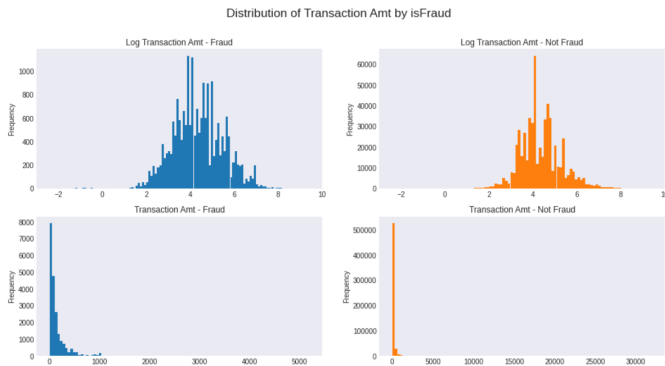 Distribution of Transaction Amt by isFraud
Log Transaction Amt - Fraud
Frequency
1000
800
600
400
200
0
-2 0 2 4 6 8 10
Log Transaction Amt - Not Fraud
Frequency
60000
50000
40000
30000
20000
10000
0
-2 0 2 4 6 8 10
Transaction Amt - Fraud
Frequency
8000
7000
6000
5000
4000
3000
2000
1000
0
0 1000 2000 3000 4000 5000
Transaction Amt - Not Fraud
Frequency
500000
400000
300000
200000
100000
0
0 5000 10000 15000 20000 25000 30000